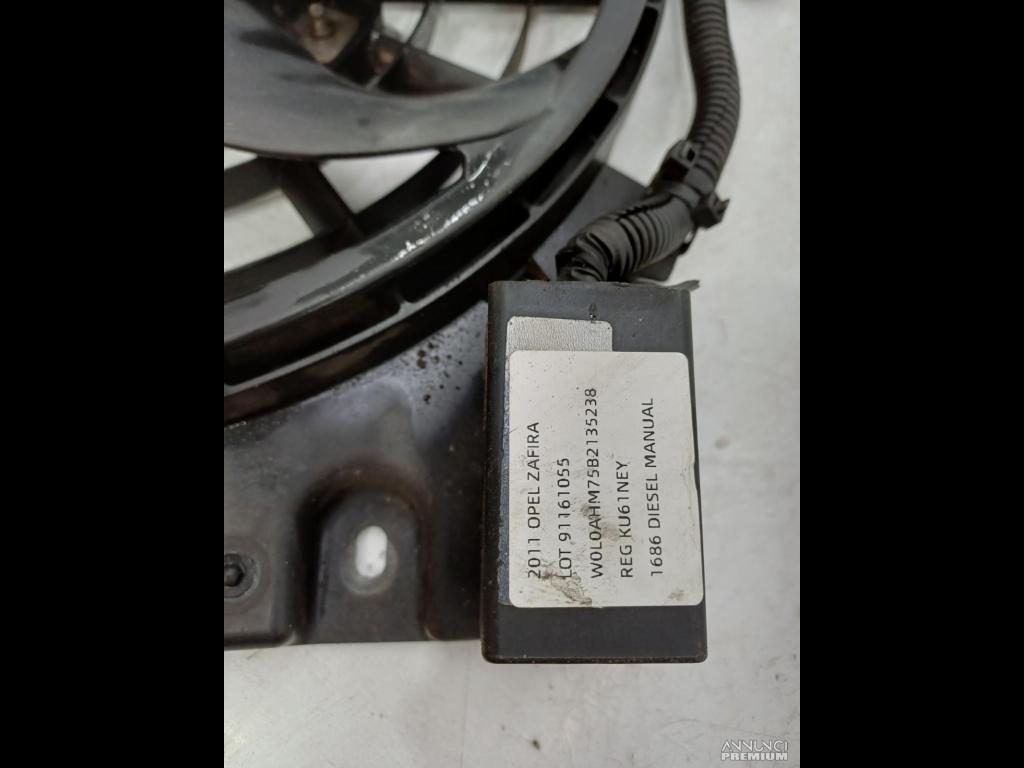 2011 OPEL ZAFIRA
LOT 91161055
W0L0AHM75B2135238
REG KU61NEY
1686 DIESEL MANUAL
ANNUNCI
PREMIUM